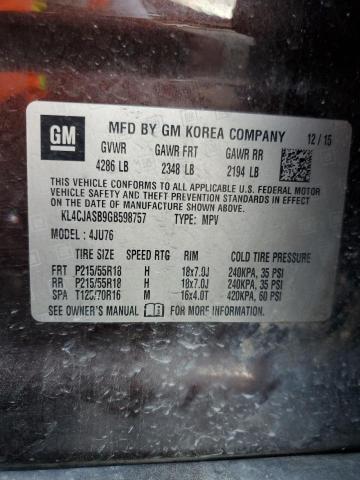 GM
MFD BY GM KOREA COMPANY 12/15
GVWR GAWR FRT GAWR RR
4286 LB 2348 LB 2194 LB
THIS VEHICLE CONFORMS TO ALL APPLICABLE U.S. FEDERAL MOTOR
VEHICLE SAFETY AND THEFT PREVENTION STANDARDS IN EFFECT
ON THE DATE OF MANUFACTURE SHOWN ABOVE.
KL4CJASB9GB598757 TYPE: MPV
MODEL : 4JU76
TIRE SIZE SPEED RTG RIM COLD TIRE PRESSURE
FRT P215/55R18 H 18x7.0J 240KPA, 35 PSI
RR P215/55R18 H 18x7.0J 240KPA, 35 PSI
SPA T125/70R16 M 16x4.0T 420KPA, 60 PSI
SEE OWNER'S MANUAL FOR MORE INFORMATION